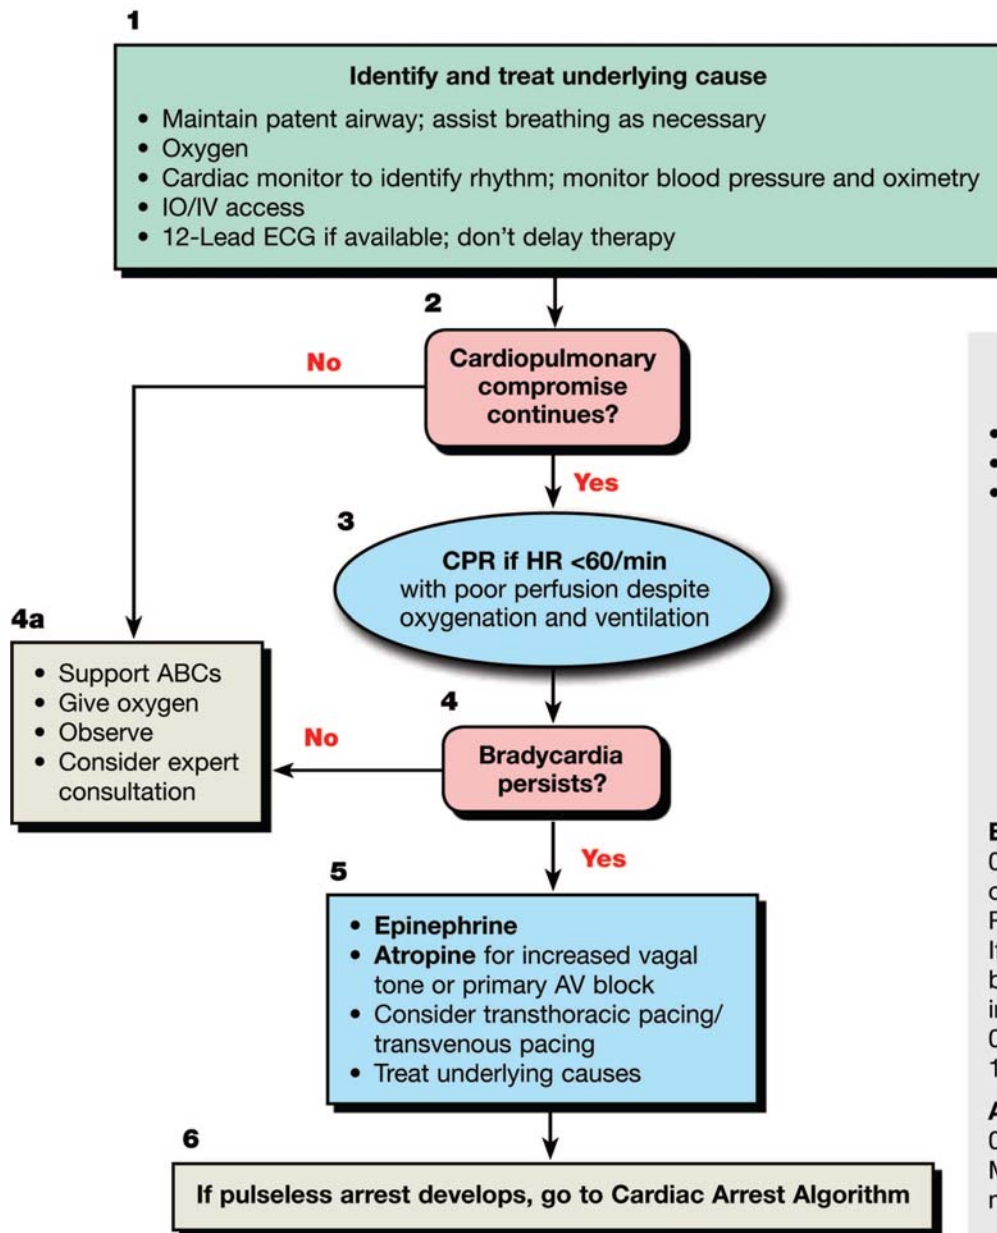 1
Identify and treat underlying cause
• Maintain patent airway; assist breathing as necessary
• Oxygen
• Cardiac monitor to identify rhythm; monitor blood pressure and oximetry
• IO/IV access
• 12-Lead ECG if available; don't delay therapy
2
Cardiopulmonary
compromise
continues?
No
Yes
3
CPR if HR <60/min
with poor perfusion despite
oxygenation and ventilation
4a
• Support ABCs
• Give oxygen
• Observe
• Consider expert
consultation
4
No
Bradycardia
persists?
Yes
5
• Epinephrine
• Atropine for increased vagal
tone or primary AV block
• Consider transthoracic pacing/
transvenous pacing
• Treat underlying causes
6
If pulseless arrest develops, go to Cardiac Arrest Algorithm